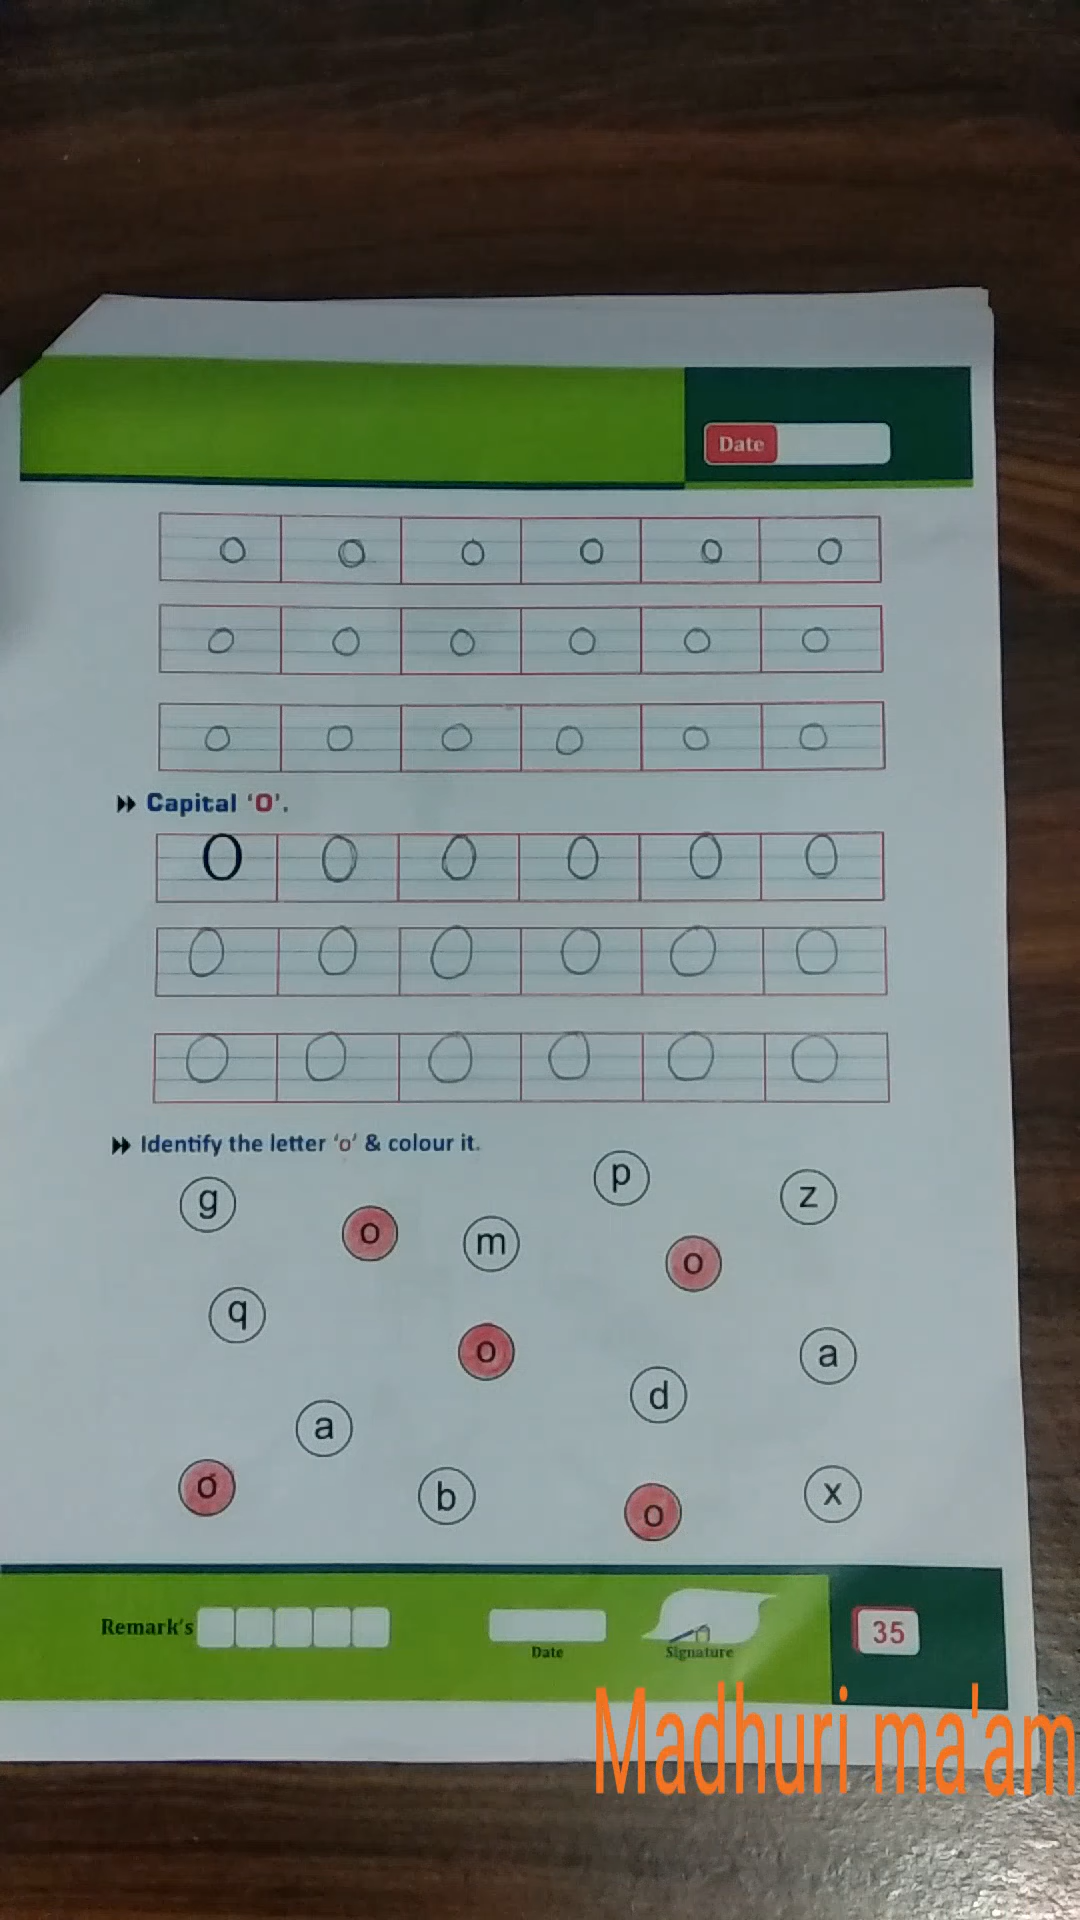 Date
o o o o o o
o o o o o o
o o o o o o
Capital ‘O’.
O O O O O O
O O O O O O
O O O O O O
Identify the letter ‘o’ & colour it.
g o m p o z
q o d a
a b o x
o
Remark's Date Signature 35
Madhuri ma'am